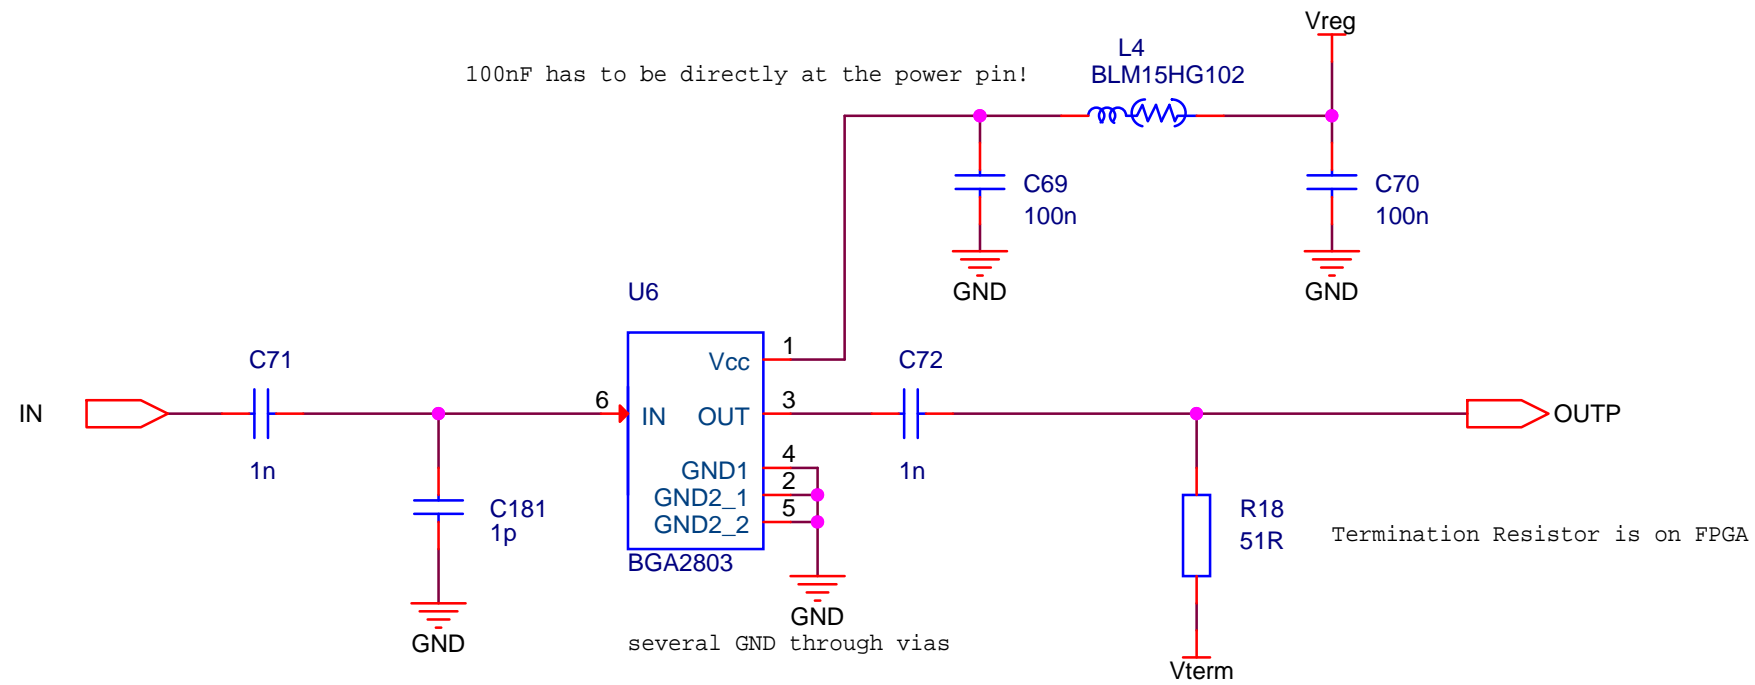 Vreg
L4
100nF has to be directly at the power pin!
BLM15HG102
C69
100n
C70
100n
GND
GND
U6
1
Vcc
C71
C72
IN
6
IN
OUT
3
OUTP
1n
1n
4
GND1
2
GND2_1
5
GND2_2
C181
1p
R18
51R
Termination Resistor is on FPGA
BGA2803
GND
GND
several GND through vias
Vterm